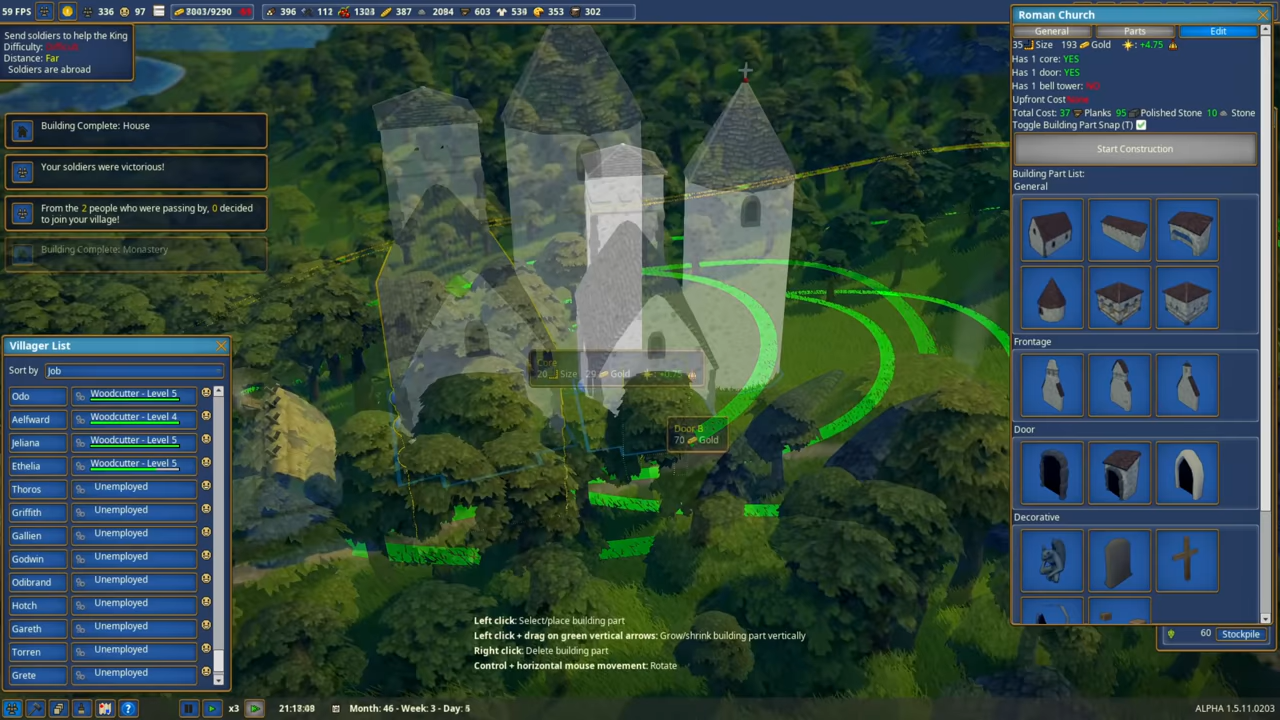 59 FPS
336
97
/9290
396
112
387
2084
603
539
353
302
Send soldiers to help the King
Difficulty:
Distance: Far
Soldiers are abroad
Building Complete: House
Your soldiers were victorious!
From the 2 people who were passing by, 0 decided
to join your village!
Building Complete: Monastery
Villager List
Sort by Job
Odo Woodcutter - Level 5
Aelfward Woodcutter - Level 4
Jeliana Woodcutter - Level 5
Ethelia Woodcutter - Level 5
Thoros Unemployed
Griffith Unemployed
Gallien Unemployed
Godwin Unemployed
Odibrand Unemployed
Hotch Unemployed
Gareth Unemployed
Torren Unemployed
Grete Unemployed
Core
20 Size 29 Gold
Door B
70 Gold
Left click: Select/place building part
Left click + drag on green vertical arrows: Grow/shrink building part vertically
Right click: Delete building part
Control + horizontal mouse movement: Rotate
Roman Church
General Parts Edit
35 Size 193 Gold : +4.75
Has 1 core: YES
Has 1 door: YES
Has 1 bell tower: NO
Upfront Cost None
Total Cost: 37 Planks 95 Polished Stone 10 Stone
Toggle Building Part Snap (T)
Start Construction
Building Part List:
General
Frontage
Door
Decorative
60 Stockpile
x3
Month: 46 - Week: 3 - Day:
ALPHA 1.5.11.0203